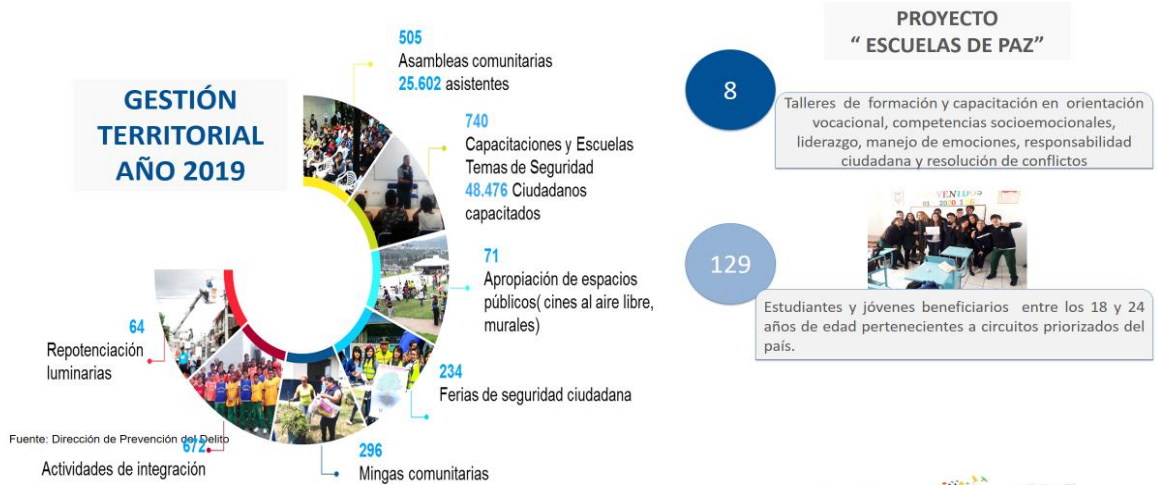 GESTIÓN
TERRITORIAL
AÑO 2019
505
Asambleas comunitarias
25.602 asistentes
740
Capacitaciones y Escuelas
Temas de Seguridad
48.476 Ciudadanos
capacitados
71
Apropiación de espacios
públicos( cines al aire libre,
murales)
234
Ferias de seguridad ciudadana
296
Mingas comunitarias
672
Actividades de integración
64
Repotenciación
luminarias
Fuente: Dirección de Prevención del Delito
PROYECTO
“ ESCUELAS DE PAZ”
8
Talleres de formación y capacitación en orientación
vocacional, competencias socioemocionales,
liderazgo, manejo de emociones, responsabilidad
ciudadana y resolución de conflictos
129
Estudiantes y jóvenes beneficiarios entre los 18 y 24
años de edad pertenecientes a circuitos priorizados del
país.